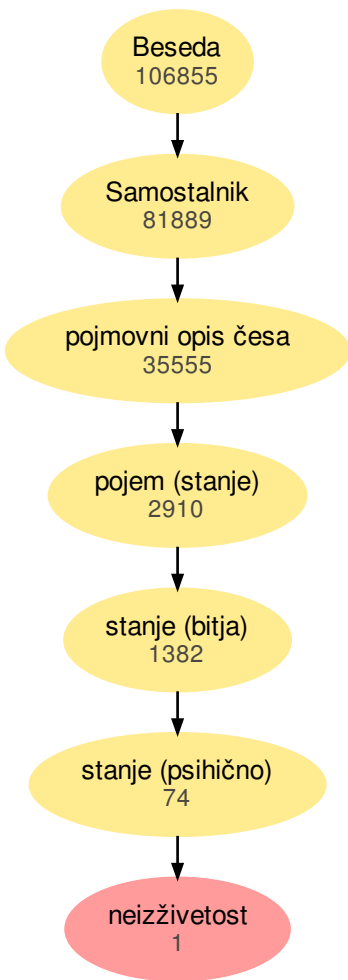 Beseda
106855
Samostalnik
81889
pojmovni opis česa
35555
pojem (stanje)
2910
stanje (bitja)
1382
stanje (psihično)
74
neizživetost
1